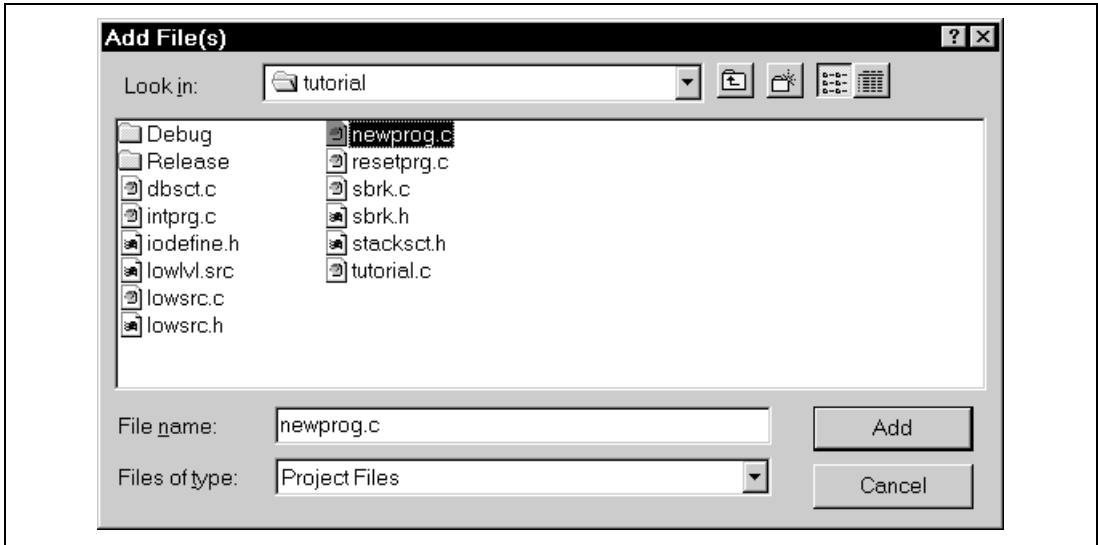 Add File(s)
Look in: tutorial
Debug
Release
dbsct.c
intprg.c
iodefine.h
lowlvl.src
lowsrc.c
lowsrc.h
newprog.c
resetprg.c
sbrk.c
sbrk.h
stacksct.h
tutorial.c
File name: newprog.c
Add
Files of type: Project Files
Cancel